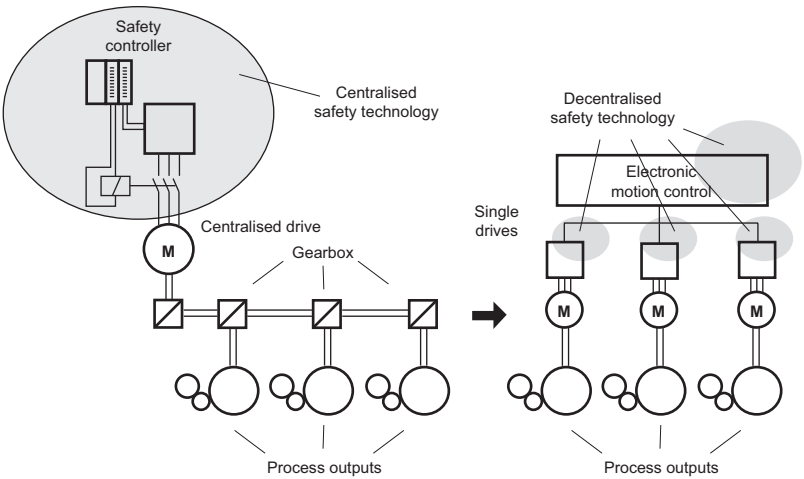 Safety
controller
Centralised
safety technology
Centralised drive
M
Gearbox
Process outputs
Decentralised
safety technology
Electronic
motion control
Single
drives
M
M
M
Process outputs